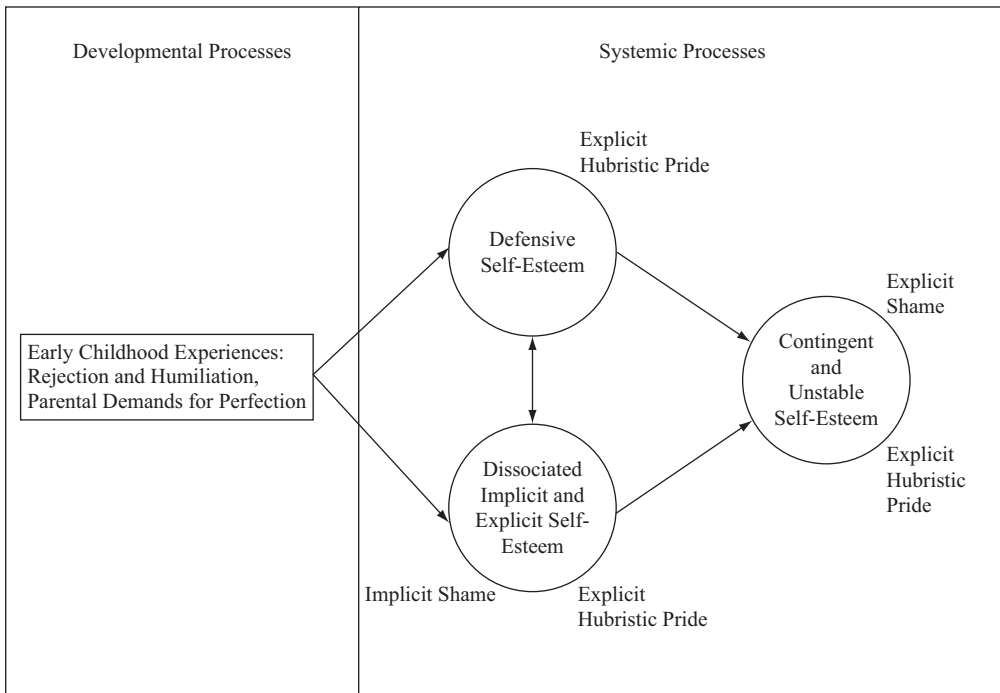 Developmental Processes
Systemic Processes
Explicit
Hubristic Pride
Defensive
Self-Esteem
Early Childhood Experiences:
Rejection and Humiliation,
Parental Demands for Perfection
Explicit
Shame
Contingent
and
Unstable
Self-Esteem
Explicit
Hubristic
Pride
Dissociated
Implicit and
Explicit Self-
Esteem
Implicit Shame
Explicit
Hubristic Pride